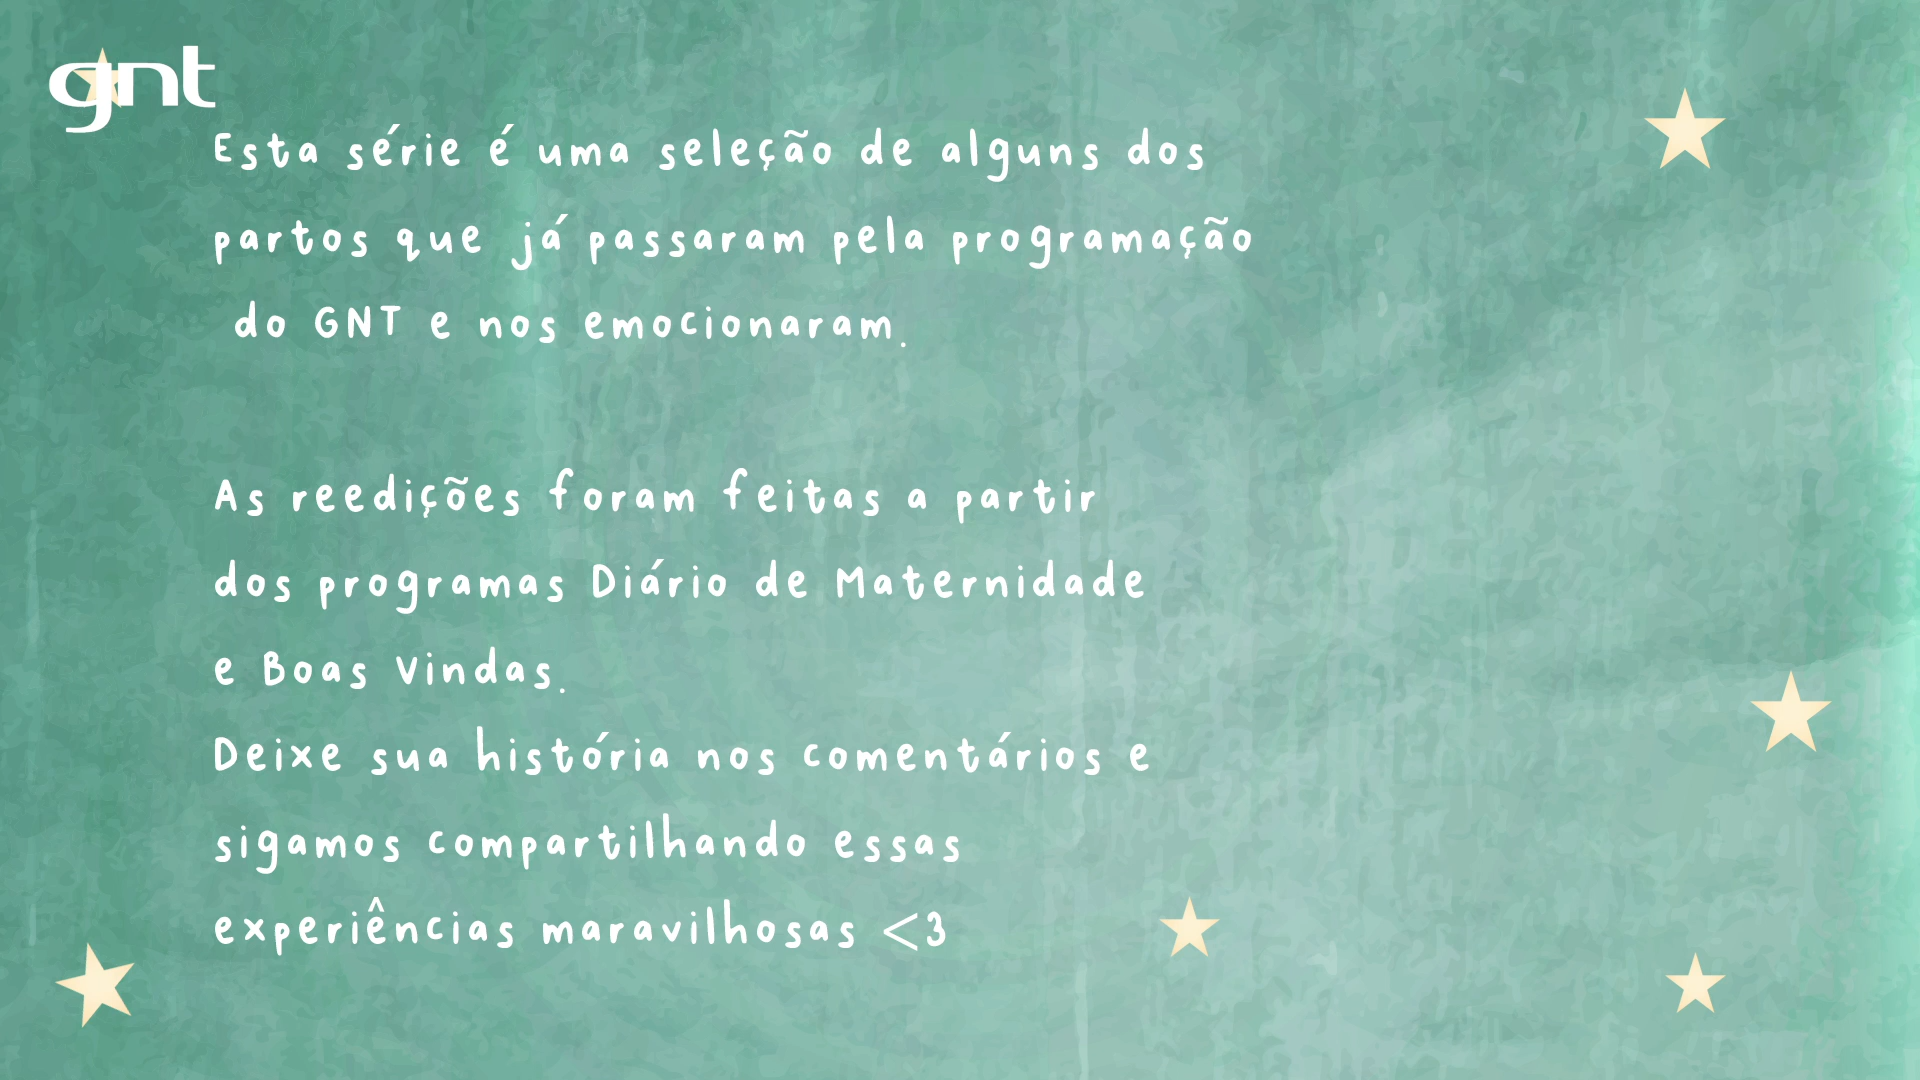 gnt
Esta série é uma seleção de alguns dos
partos que já passaram pela programação
do GNT e nos emocionaram.
As reedições foram feitas a partir
dos programas Diário de Maternidade
e Boas Vindas.
Deixe sua história nos comentários e
sigamos compartilhando essas
experiências maravilhosas <3